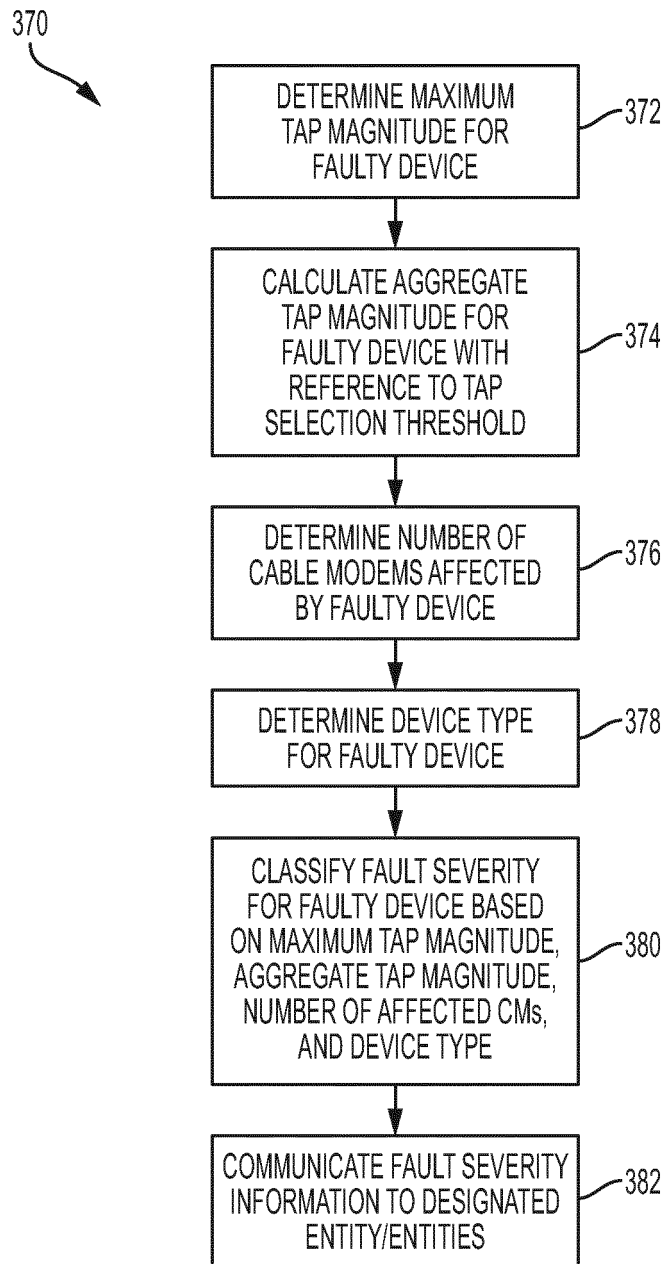 370
DETERMINE MAXIMUM
TAP MAGNITUDE FOR
FAULTY DEVICE
372
CALCULATE AGGREGATE
TAP MAGNITUDE FOR
FAULTY DEVICE WITH
REFERENCE TO TAP
SELECTION THRESHOLD
374
DETERMINE NUMBER OF
CABLE MODEMS AFFECTED
BY FAULTY DEVICE
376
DETERMINE DEVICE TYPE
FOR FAULTY DEVICE
378
CLASSIFY FAULT SEVERITY
FOR FAULTY DEVICE BASED
ON MAXIMUM TAP MAGNITUDE,
AGGREGATE TAP MAGNITUDE,
NUMBER OF AFFECTED CMs,
AND DEVICE TYPE
380
COMMUNICATE FAULT SEVERITY
INFORMATION TO DESIGNATED
ENTITY/ENTITIES
382